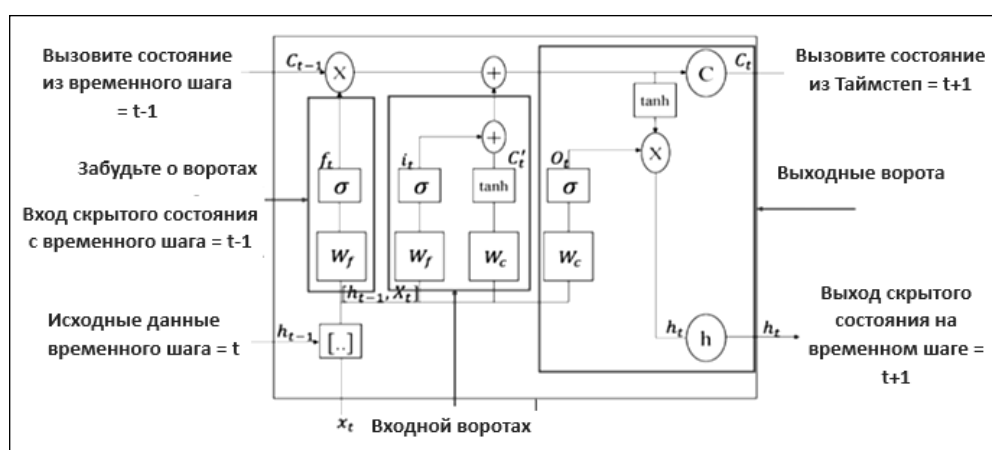 Вызовите состояние
из временного шага
= t-1
Забудьте о воротах
Вход скрытого состояния
с временного шага = t-1
Исходные данные
временного шага = t
C_{t-1}
X
+
C
C_t
tanh
+
X
f_t
i_t
C'_t
O_t
σ
σ
tanh
σ
W_f
W_f
W_c
W_c
[h_{t-1}, X_t]
h_{t-1}
[..]
h_t
h
h_t
x_t
Входной воротах
Вызовите состояние
из Таймстеп = t+1
Выходные ворота
Выход скрытого
состояния на
временном шаге =
t+1